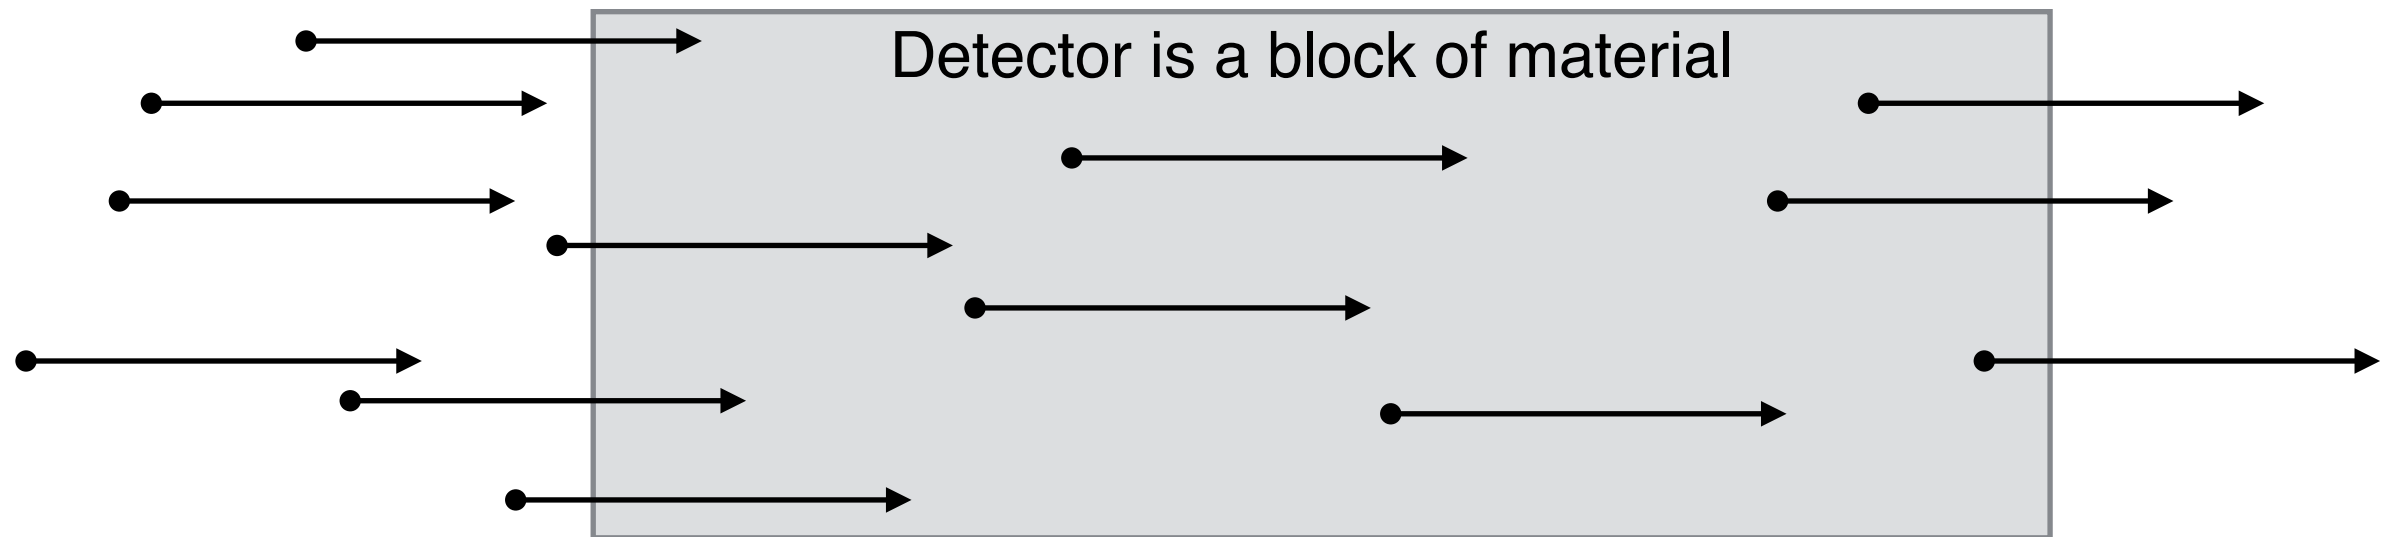 Detector is a block of material